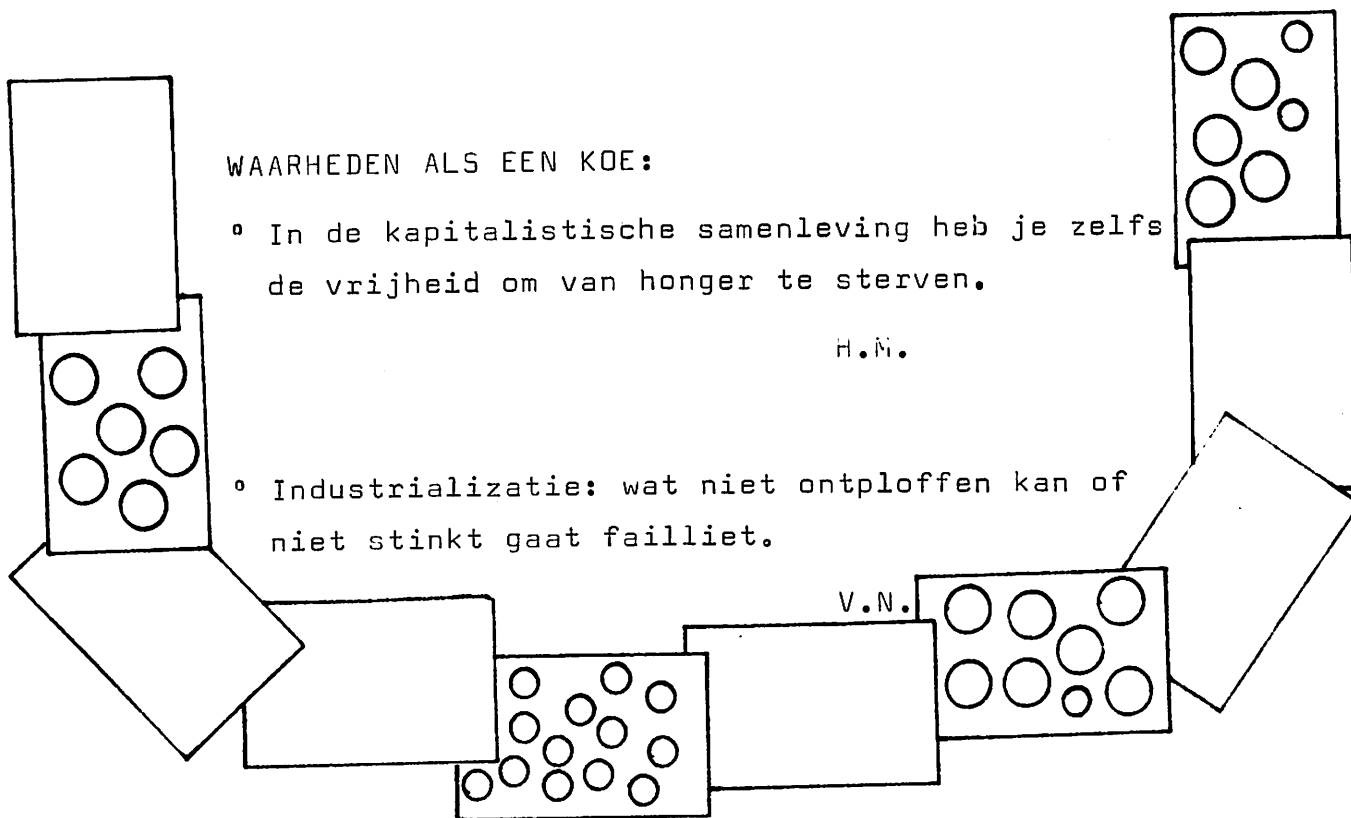 WAARHEDEN ALS EEN KOE:
° In de kapitalistische samenleving heb je zelfs
de vrijheid om van honger te sterven.
H.M.
° Industrializatie: wat niet ontploffen kan of
niet stinkt gaat failliet.
V.N.